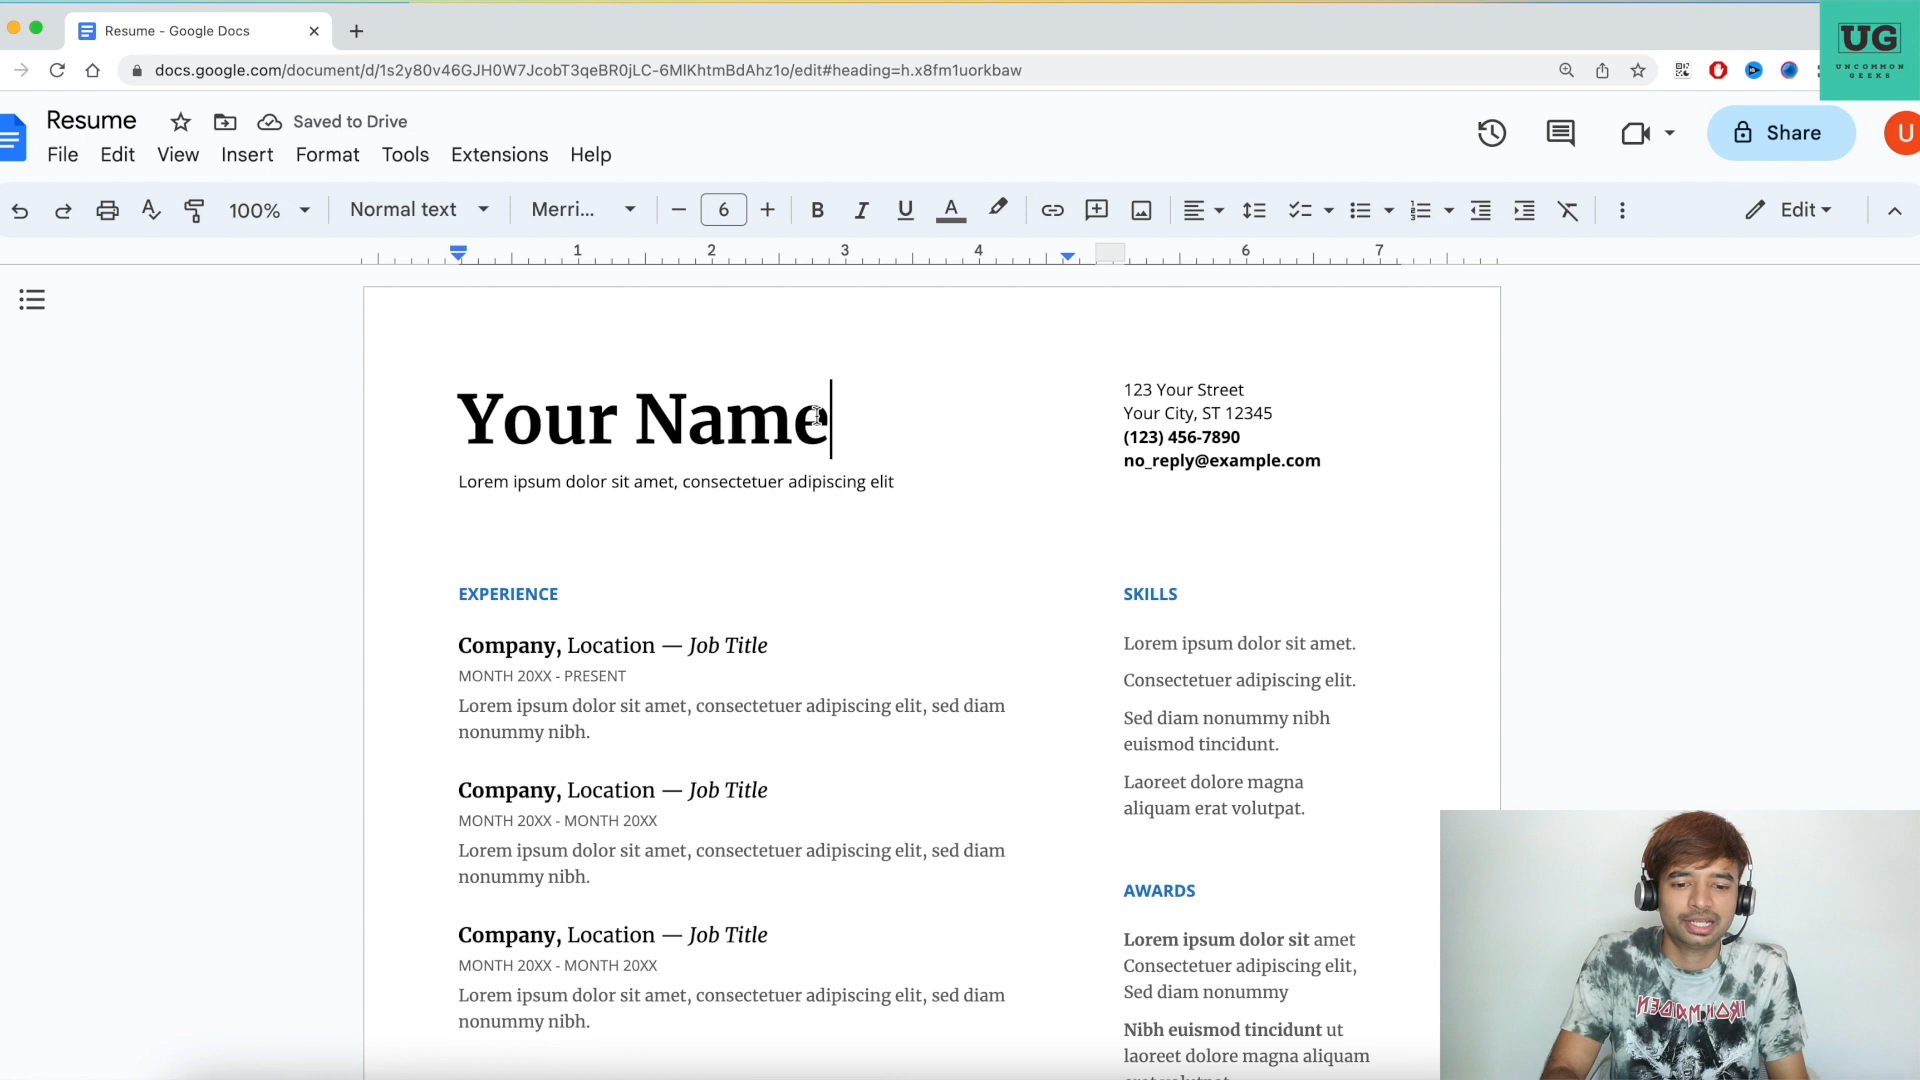 Resume - Google Docs
UG
UNCOMMON
GEEKS
docs.google.com/document/d/1s2y80v46GJH0W7JcobT3qeBR0jLC-6MlKhtmBdAhz1o/edit#heading=h.x8fm1uorkbaw
Resume
Saved to Drive
File Edit View Insert Format Tools Extensions Help
Share
U
100% Normal text Merri... 6 B I U A Edit
1 2 3 4 6 7
Your Name
Lorem ipsum dolor sit amet, consectetuer adipiscing elit
123 Your Street
Your City, ST 12345
(123) 456-7890
no_reply@example.com
EXPERIENCE
Company, Location — Job Title
MONTH 20XX - PRESENT
Lorem ipsum dolor sit amet, consectetuer adipiscing elit, sed diam
nonummy nibh.
Company, Location — Job Title
MONTH 20XX - MONTH 20XX
Lorem ipsum dolor sit amet, consectetuer adipiscing elit, sed diam
nonummy nibh.
Company, Location — Job Title
MONTH 20XX - MONTH 20XX
Lorem ipsum dolor sit amet, consectetuer adipiscing elit, sed diam
nonummy nibh.
SKILLS
Lorem ipsum dolor sit amet.
Consectetuer adipiscing elit.
Sed diam nonummy nibh
euismod tincidunt.
Laoreet dolore magna
aliquam erat volutpat.
AWARDS
Lorem ipsum dolor sit amet
Consectetuer adipiscing elit,
Sed diam nonummy
Nibh euismod tincidunt ut
laoreet dolore magna aliquam